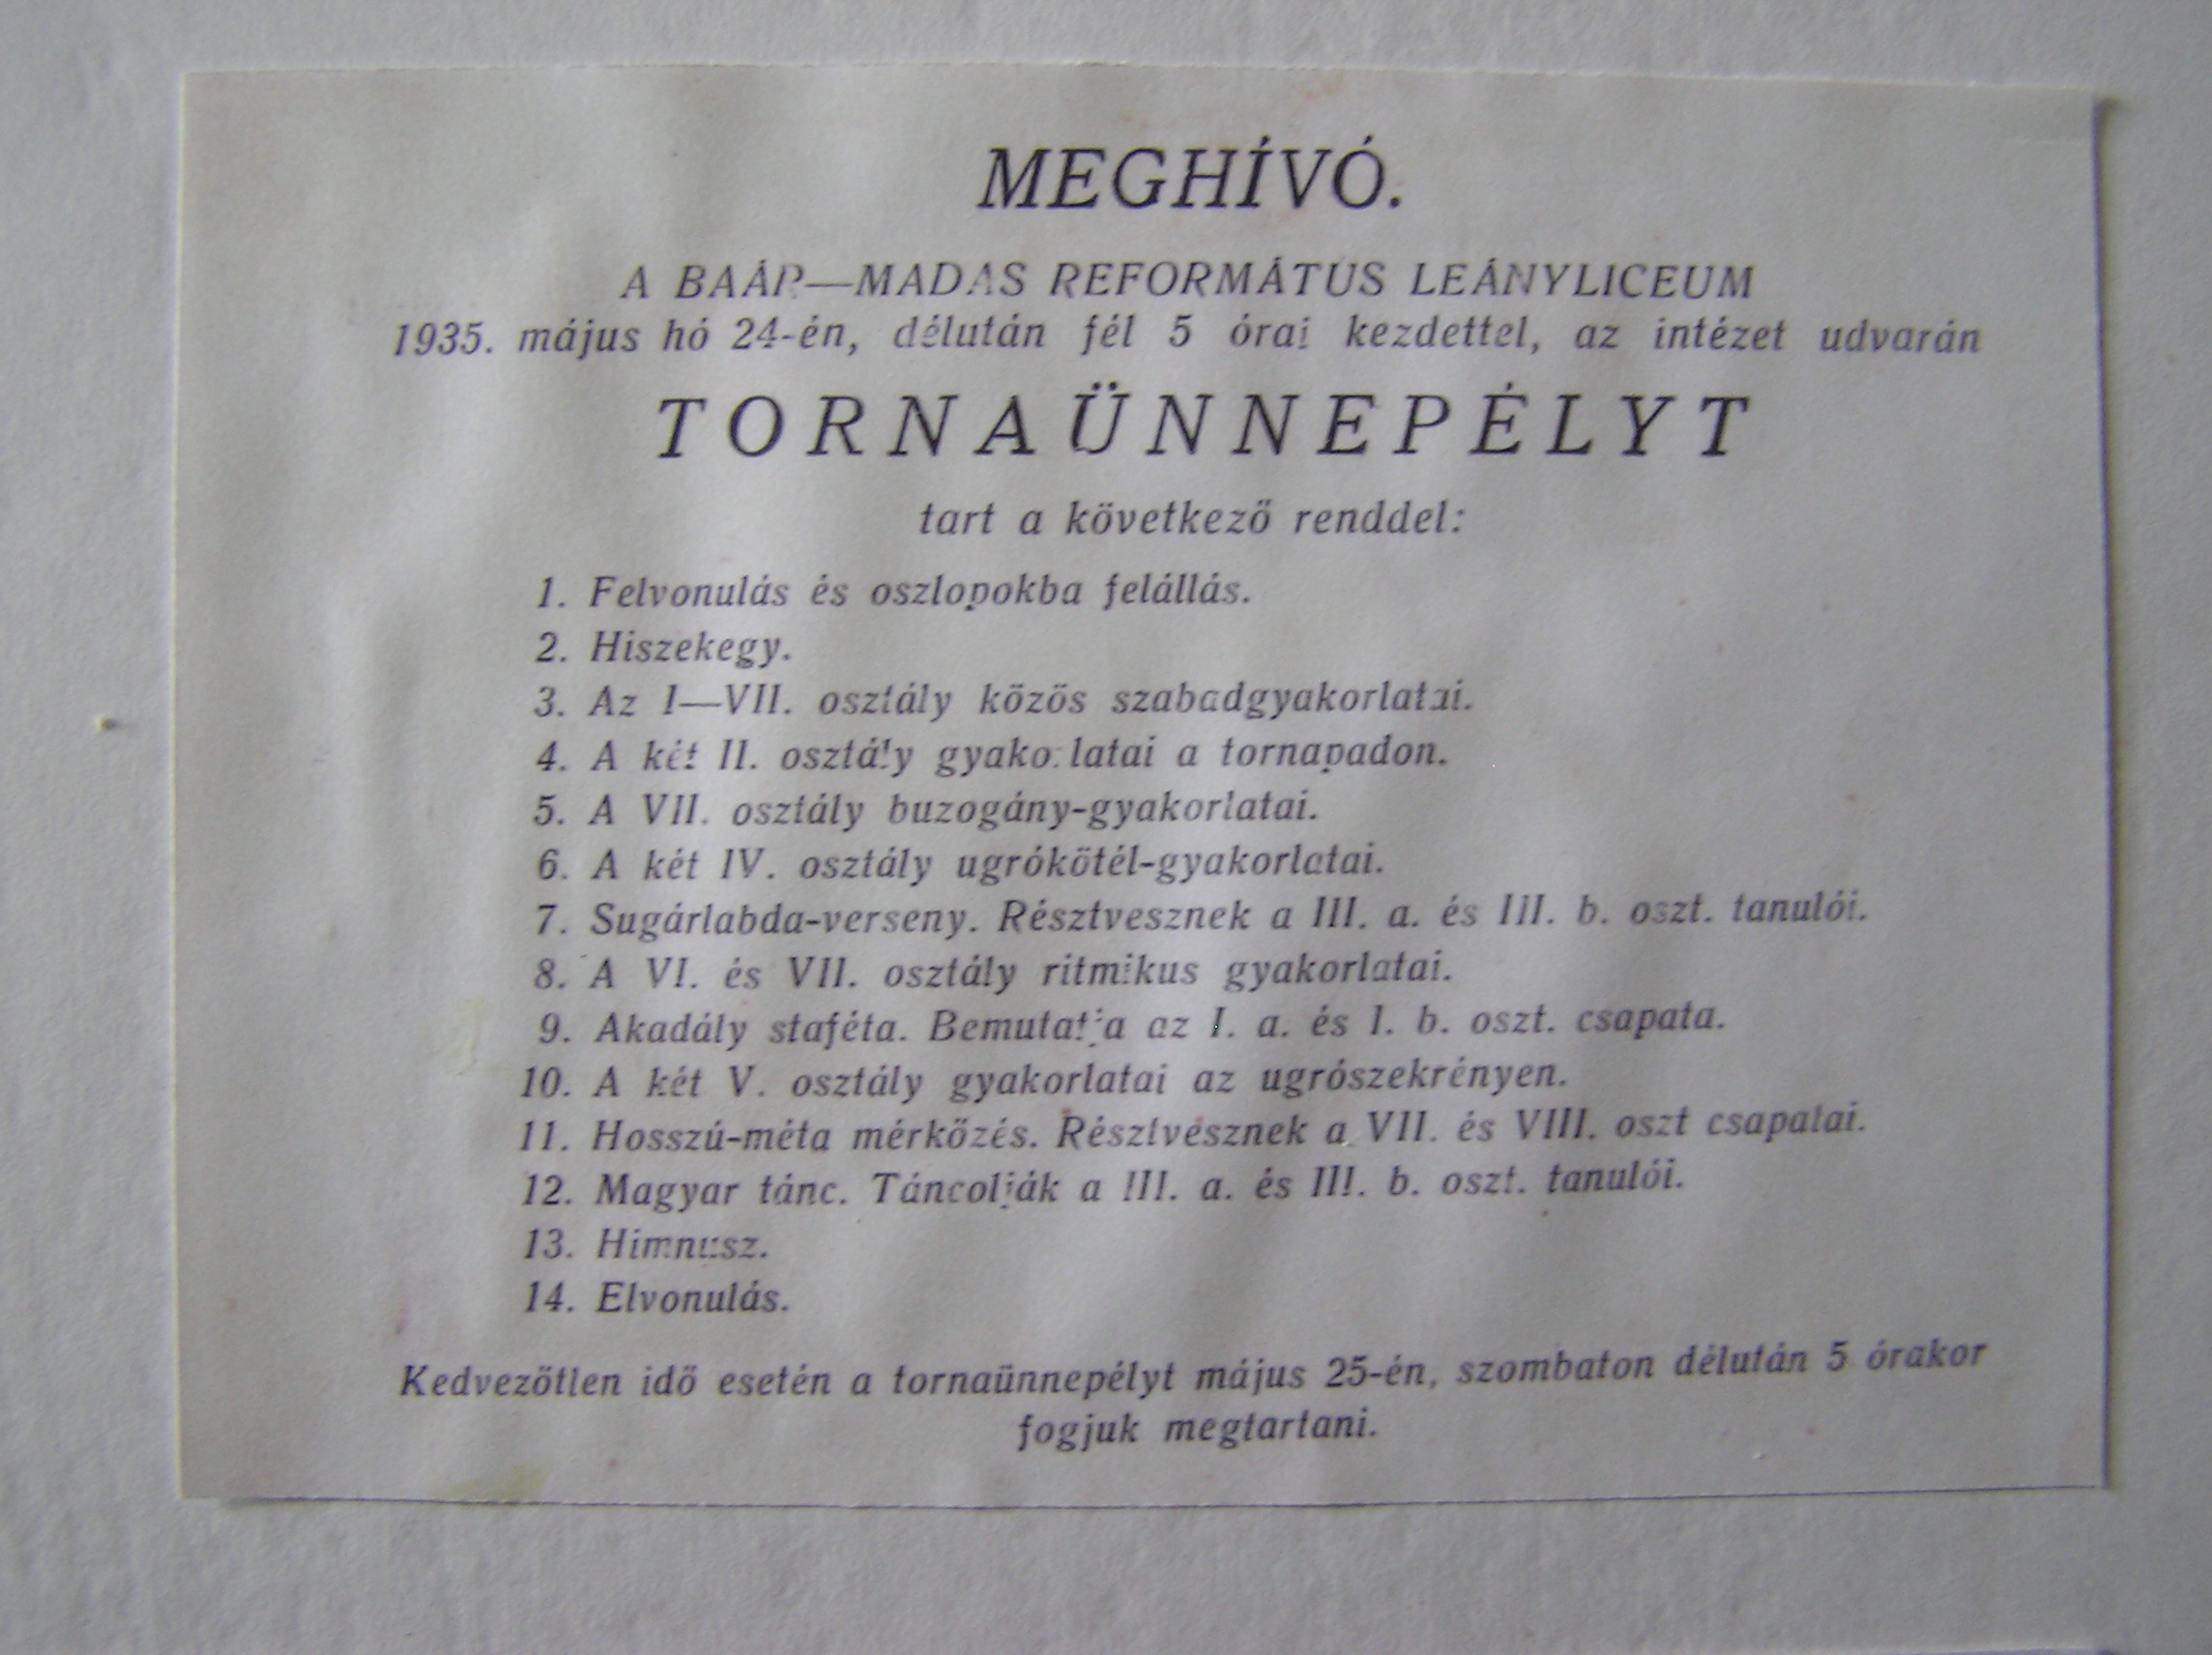 MEGHÍVÓ.
A BAÁR—MADAS REFORMÁTUS LEÁNYLICEUM
1935. május hó 24-én, délután fél 5 órai kezdettel, az intézet udvarán
TORNAÜNNEPÉLYT
tart a következő renddel:
1. Felvonulás és oszlopokba felállás.
2. Hiszekegy.
3. Az I—VII. osztály közös szabadgyakorlatai.
4. A két II. osztály gyakorlatai a tornapadon.
5. A VII. osztály buzogány-gyakorlatai.
6. A két IV. osztály ugrókötél-gyakorlatai.
7. Sugárlabda-verseny. Résztvesznek a III. a. és III. b. oszt. tanulói.
8. A VI. és VII. osztály ritmikus gyakorlatai.
9. Akadály staféta. Bemutatja az I. a. és I. b. oszt. csapata.
10. A két V. osztály gyakorlatai az ugrószekrényen.
11. Hosszú-méta mérkőzés. Résztvesznek a VII. és VIII. oszt csapatai.
12. Magyar tánc. Táncolják a III. a. és III. b. oszt. tanulói.
13. Himnusz.
14. Elvonulás.
Kedvezőtlen idő esetén a tornaünnepélyt május 25-én, szombaton délután 5 órakor
fogjuk megtartani.